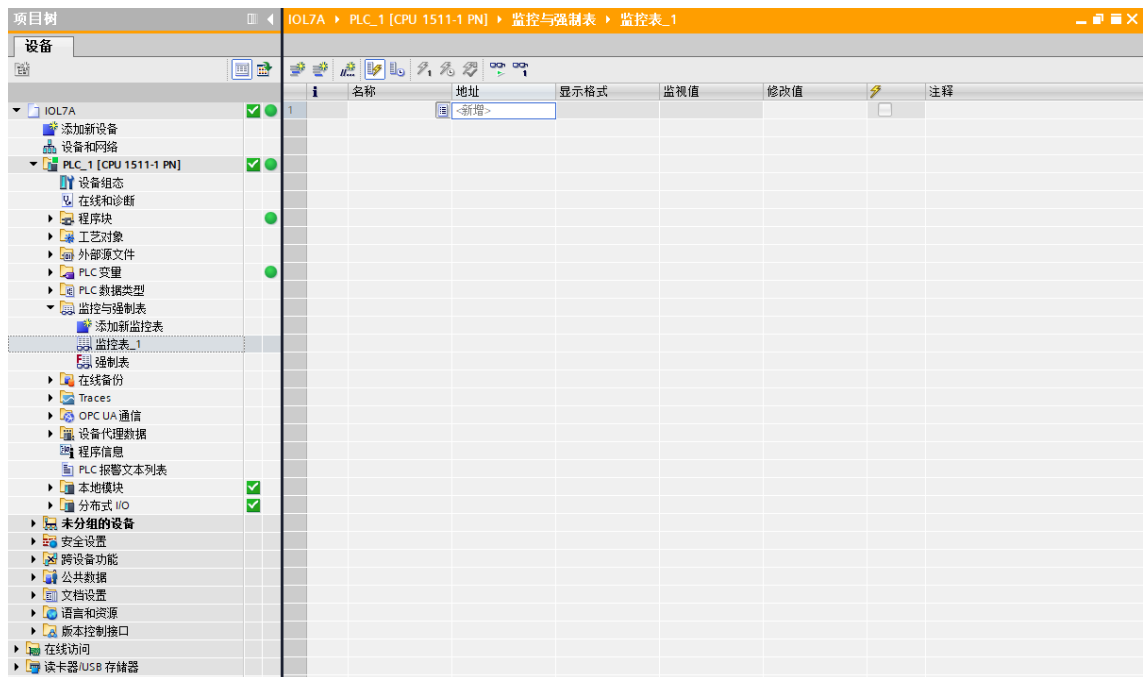 项目树
IOL7A ▸ PLC_1 [CPU 1511-1 PN] ▸ 监控与强制表 ▸ 监控表_1
设备
i 名称 地址 显示格式 监视值 修改值 注释
1 <新增>
IOL7A
添加新设备
设备和网络
PLC_1 [CPU 1511-1 PN]
设备组态
在线和诊断
程序块
工艺对象
外部源文件
PLC 变量
PLC 数据类型
监控与强制表
添加新监控表
监控表_1
强制表
在线备份
Traces
OPC UA 通信
设备代理数据
程序信息
PLC 报警文本列表
本地模块
分布式 I/O
未分组的设备
安全设置
跨设备功能
公共数据
文档设置
语言和资源
版本控制接口
在线访问
读卡器/USB 存储器